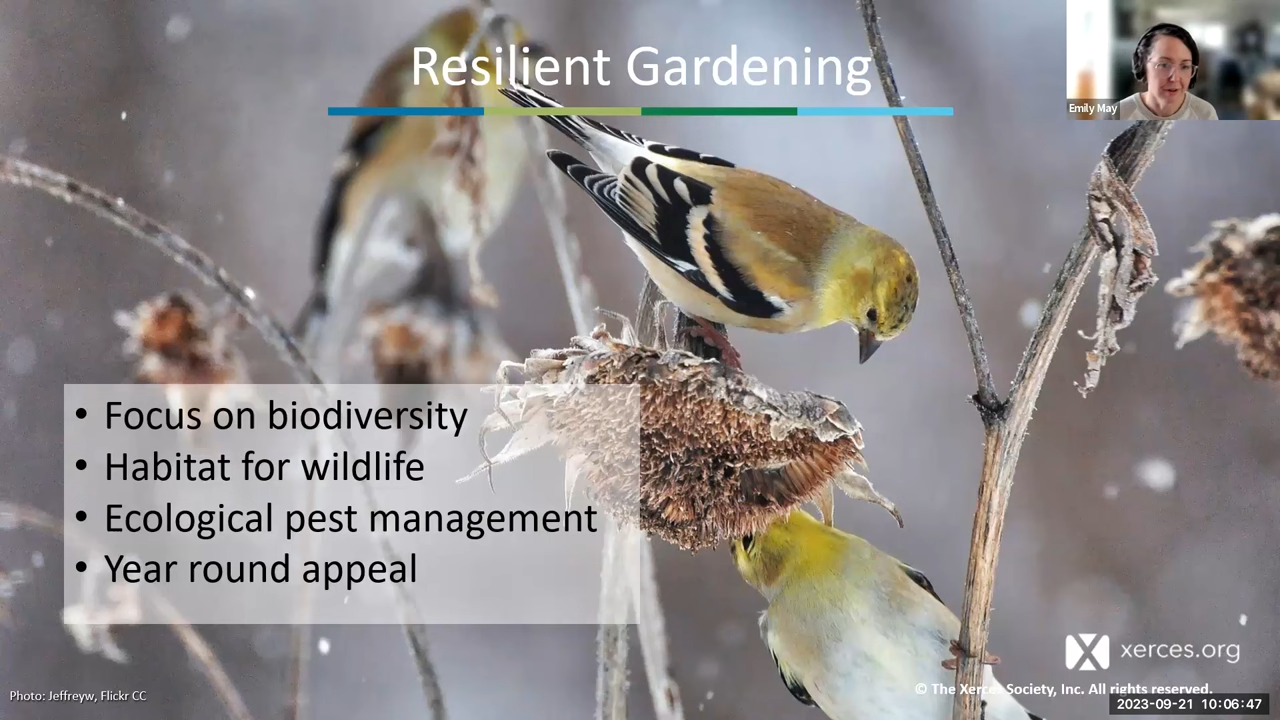 Resilient Gardening
Emily May
• Focus on biodiversity
• Habitat for wildlife
• Ecological pest management
• Year round appeal
xerces.org
Photo: Jeffreyw, Flickr CC
© The Xerces Society, Inc. All rights reserved.
2023-09-21 10:06:47